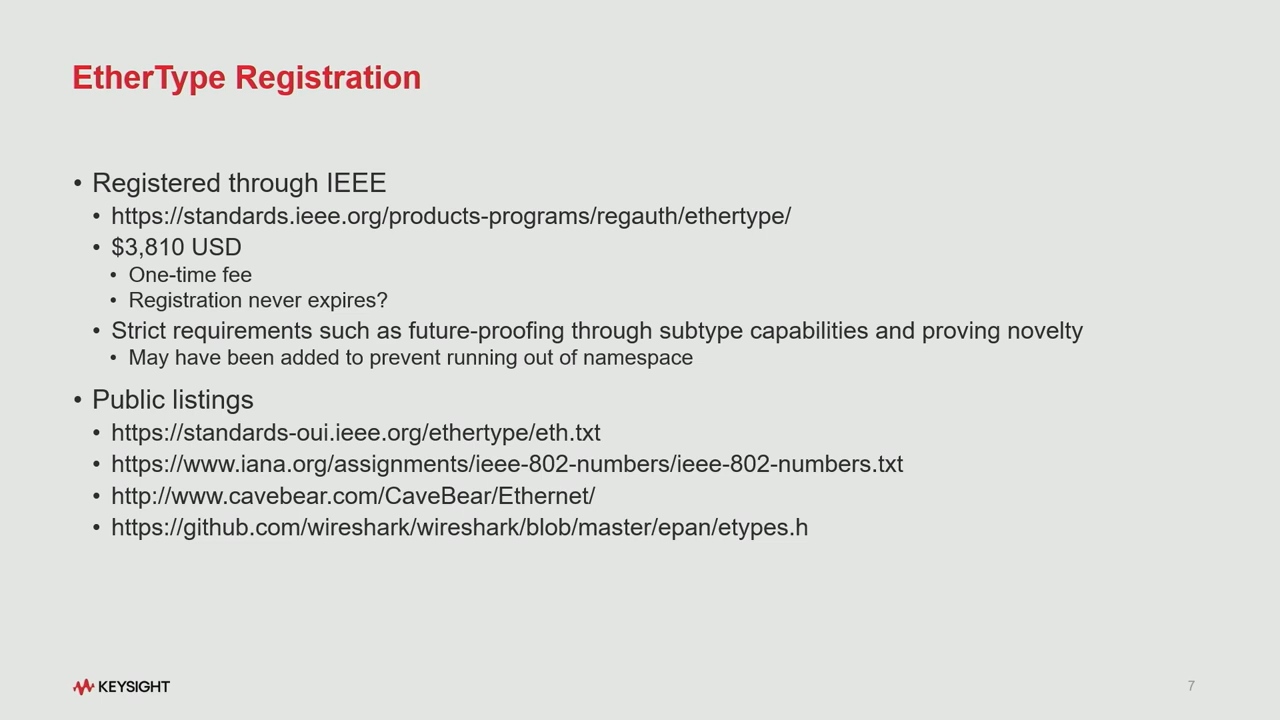 EtherType Registration
• Registered through IEEE
• https://standards.ieee.org/products-programs/regauth/ethertype/
• $3,810 USD
• One-time fee
• Registration never expires?
• Strict requirements such as future-proofing through subtype capabilities and proving novelty
• May have been added to prevent running out of namespace
• Public listings
• https://standards-oui.ieee.org/ethertype/eth.txt
• https://www.iana.org/assignments/ieee-802-numbers/ieee-802-numbers.txt
• http://www.cavebear.com/CaveBear/Ethernet/
• https://github.com/wireshark/wireshark/blob/master/epan/etypes.h
KEYSIGHT
7